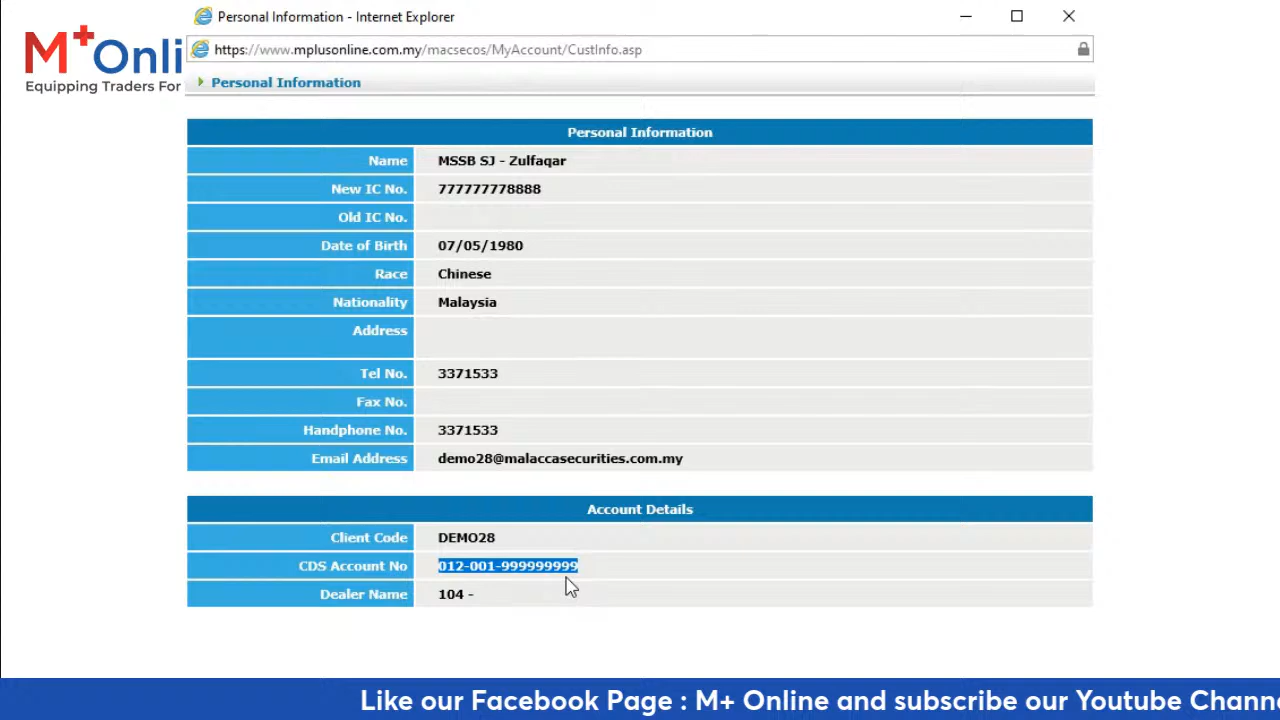 Personal Information - Internet Explorer
M+Onli
https://www.mplusonline.com.my/macsecos/MyAccount/CustInfo.asp
Equipping Traders For
Personal Information
Personal Information
Name MSSB SJ - Zulfaqar
New IC No. 777777778888
Old IC No.
Date of Birth 07/05/1980
Race Chinese
Nationality Malaysia
Address
Tel No. 3371533
Fax No.
Handphone No. 3371533
Email Address demo28@malaccasecurities.com.my
Account Details
Client Code DEMO28
CDS Account No 012-001-999999999
Dealer Name 104 -
Like our Facebook Page : M+ Online and subscribe our Youtube Chann